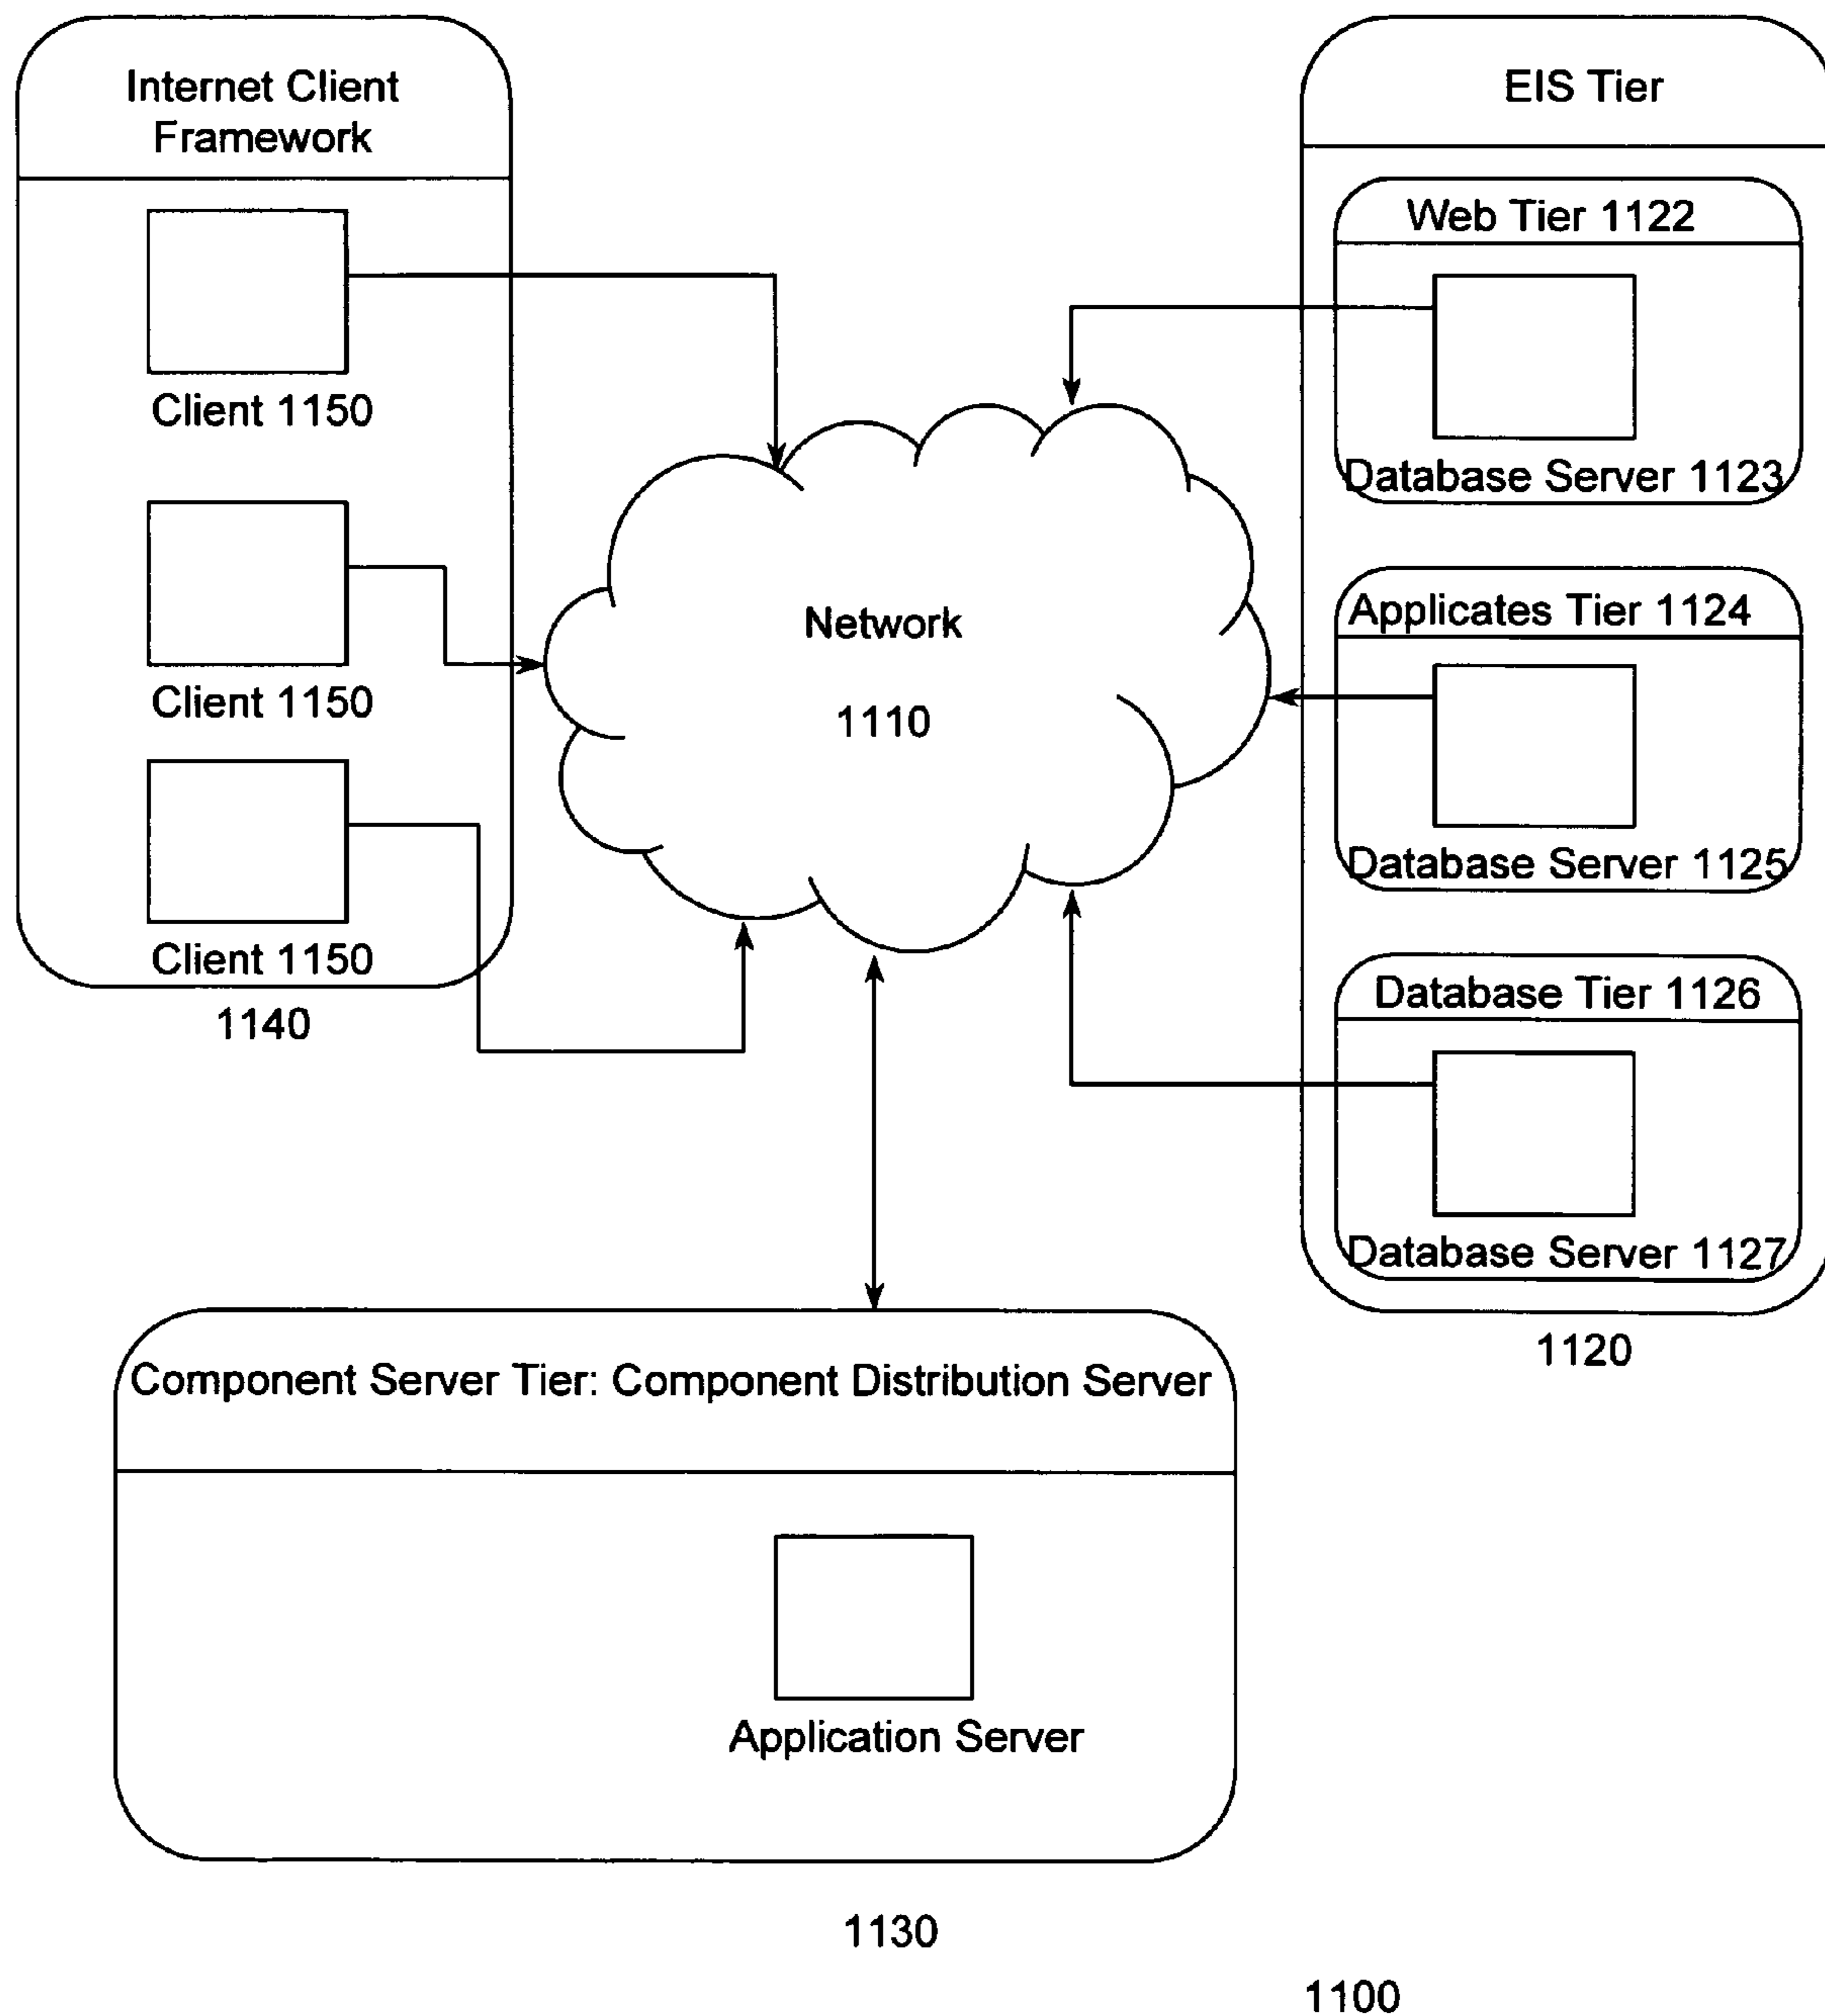 Internet Client
Framework
Client 1150
Client 1150
Client 1150
1140
Network
1110
EIS Tier
Web Tier 1122
Database Server 1123
Applicates Tier 1124
Database Server 1125
Database Tier 1126
Database Server 1127
1120
Component Server Tier: Component Distribution Server
Application Server
1130
1100